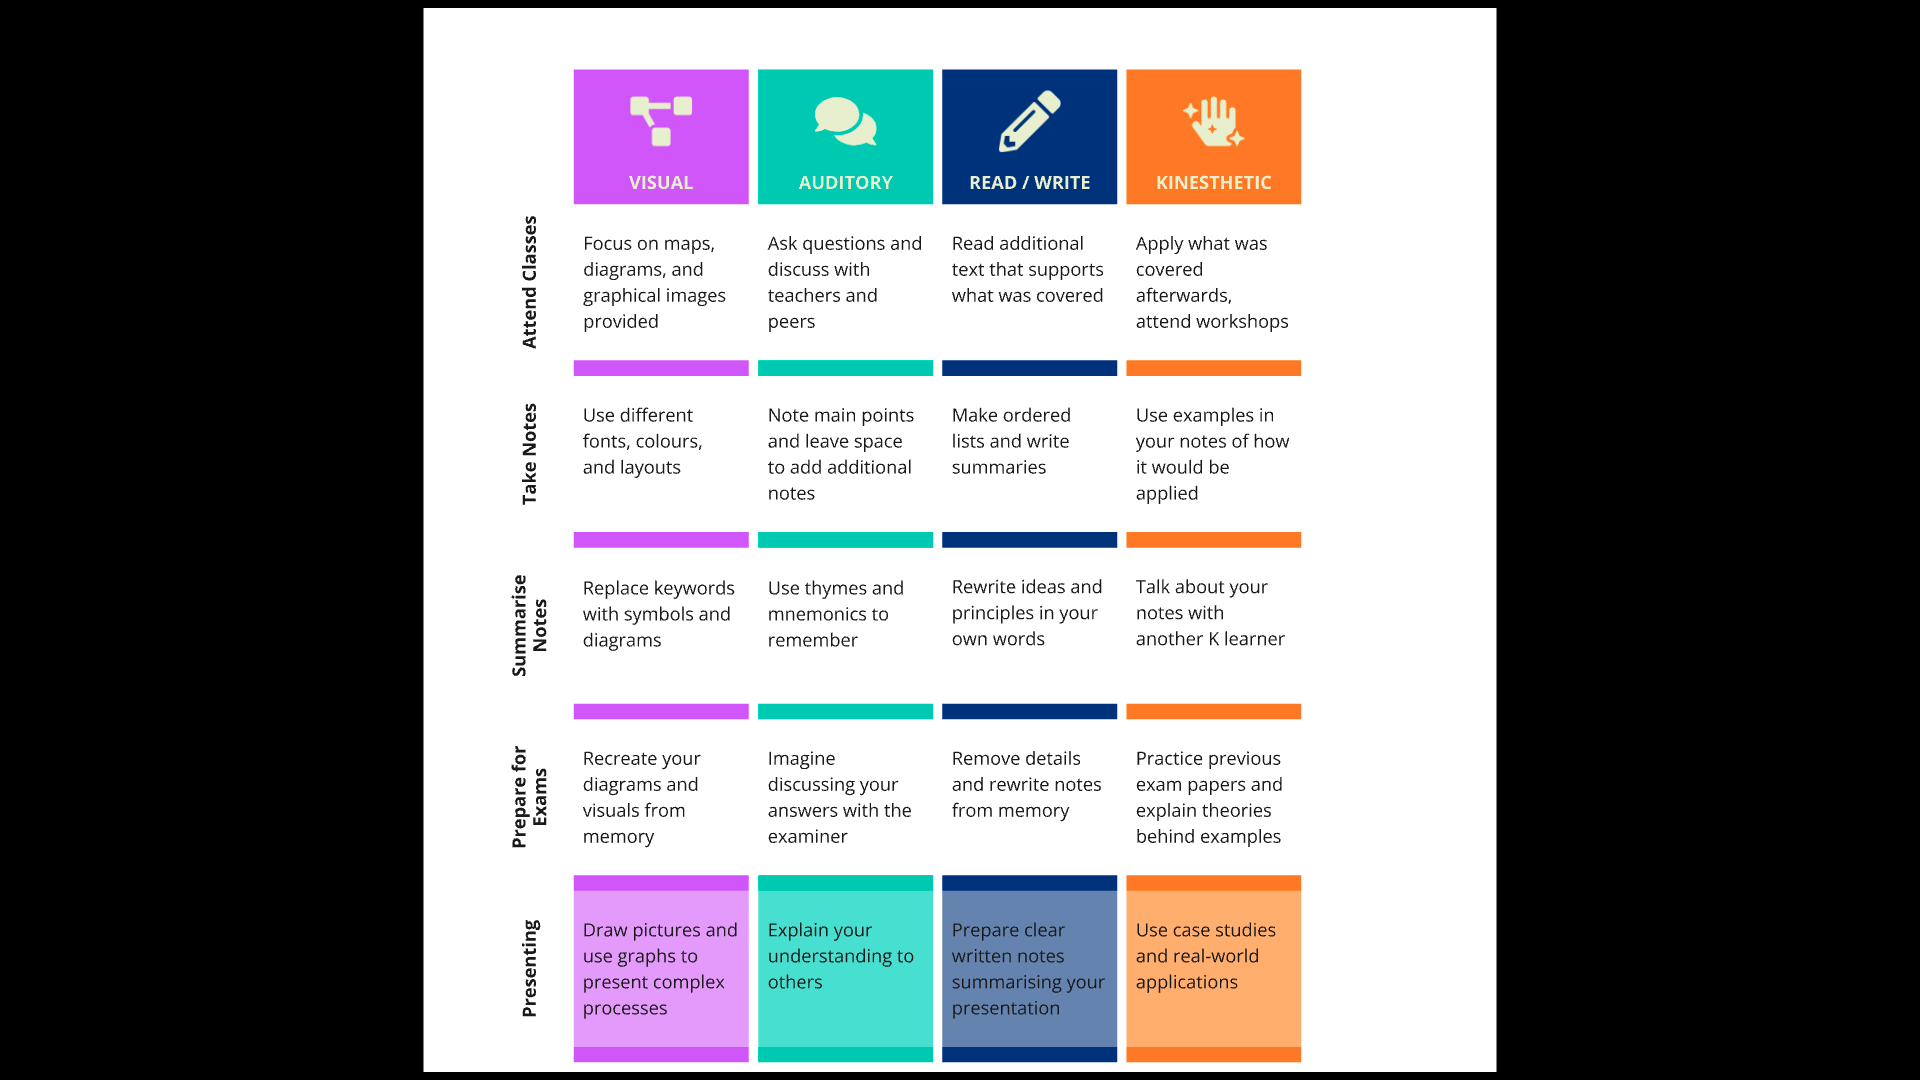 VISUAL
AUDITORY
READ / WRITE
KINESTHETIC
Attend Classes
Focus on maps,
diagrams, and
graphical images
provided
Ask questions and
discuss with
teachers and
peers
Read additional
text that supports
what was covered
Apply what was
covered
afterwards,
attend workshops
Take Notes
Use different
fonts, colours,
and layouts
Note main points
and leave space
to add additional
notes
Make ordered
lists and write
summaries
Use examples in
your notes of how
it would be
applied
Summarise
Notes
Replace keywords
with symbols and
diagrams
Use thymes and
mnemonics to
remember
Rewrite ideas and
principles in your
own words
Talk about your
notes with
another K learner
Prepare for
Exams
Recreate your
diagrams and
visuals from
memory
Imagine
discussing your
answers with the
examiner
Remove details
and rewrite notes
from memory
Practice previous
exam papers and
explain theories
behind examples
Presenting
Draw pictures and
use graphs to
present complex
processes
Explain your
understanding to
others
Prepare clear
written notes
summarising your
presentation
Use case studies
and real-world
applications